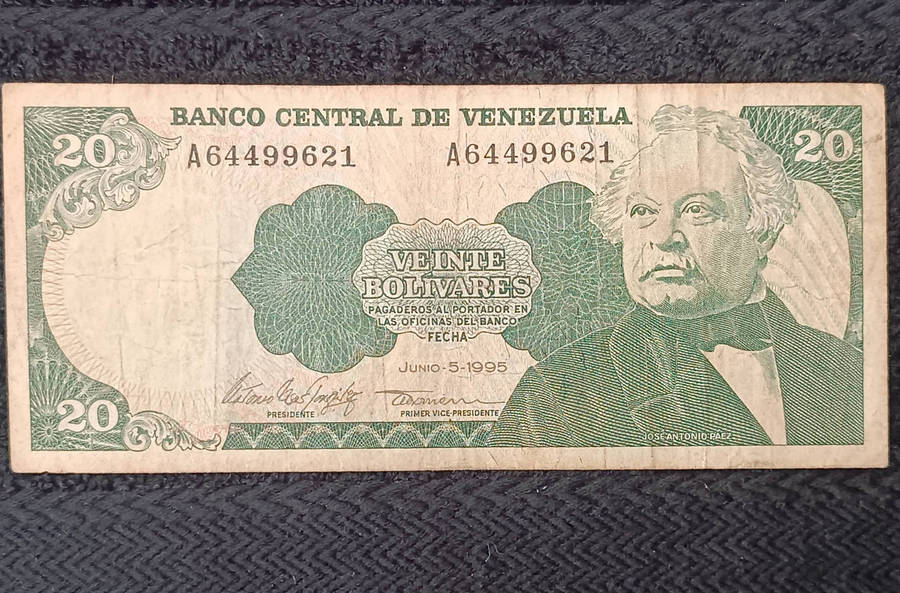 BANCO CENTRAL DE VENEZUELA
20
20
A64499621
A64499621
VEINTE
BOLIVARES
PAGADEROS AL PORTADOR EN
LAS OFICINAS DEL BANCO
FECHA
JUNIO-5-1995
20
PRESIDENTE
PRIMER VICE-PRESIDENTE
JOSE ANTONIO PAEZ